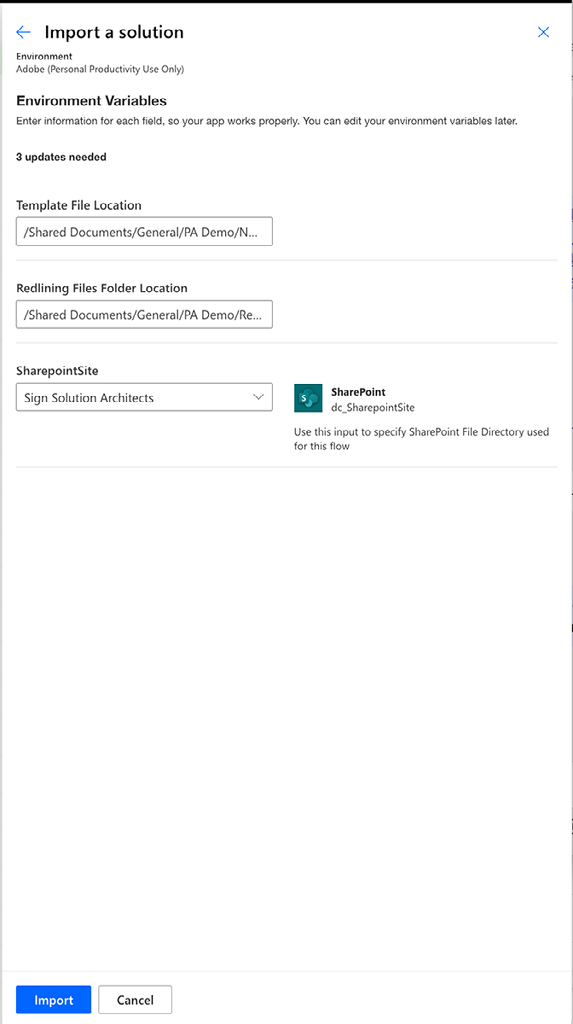 Import a solution
Environment
Adobe (Personal Productivity Use Only)
Environment Variables
Enter information for each field, so your app works properly. You can edit your environment variables later.
3 updates needed
Template File Location
/Shared Documents/General/PA Demo/N...
Redlining Files Folder Location
/Shared Documents/General/PA Demo/Re...
SharepointSite
Sign Solution Architects
SharePoint
dc_SharepointSite
Use this input to specify SharePoint File Directory used
for this flow
Import
Cancel